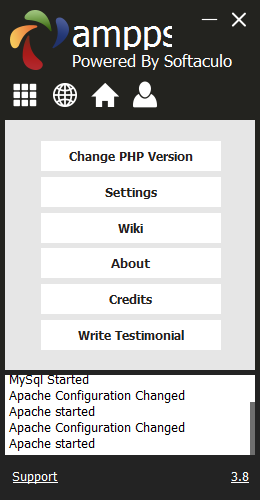 ampps
Powered By Softaculo
Change PHP Version
Settings
Wiki
About
Credits
Write Testimonial
MySql Started
Apache Configuration Changed
Apache started
Apache Configuration Changed
Apache started
Support
3.8